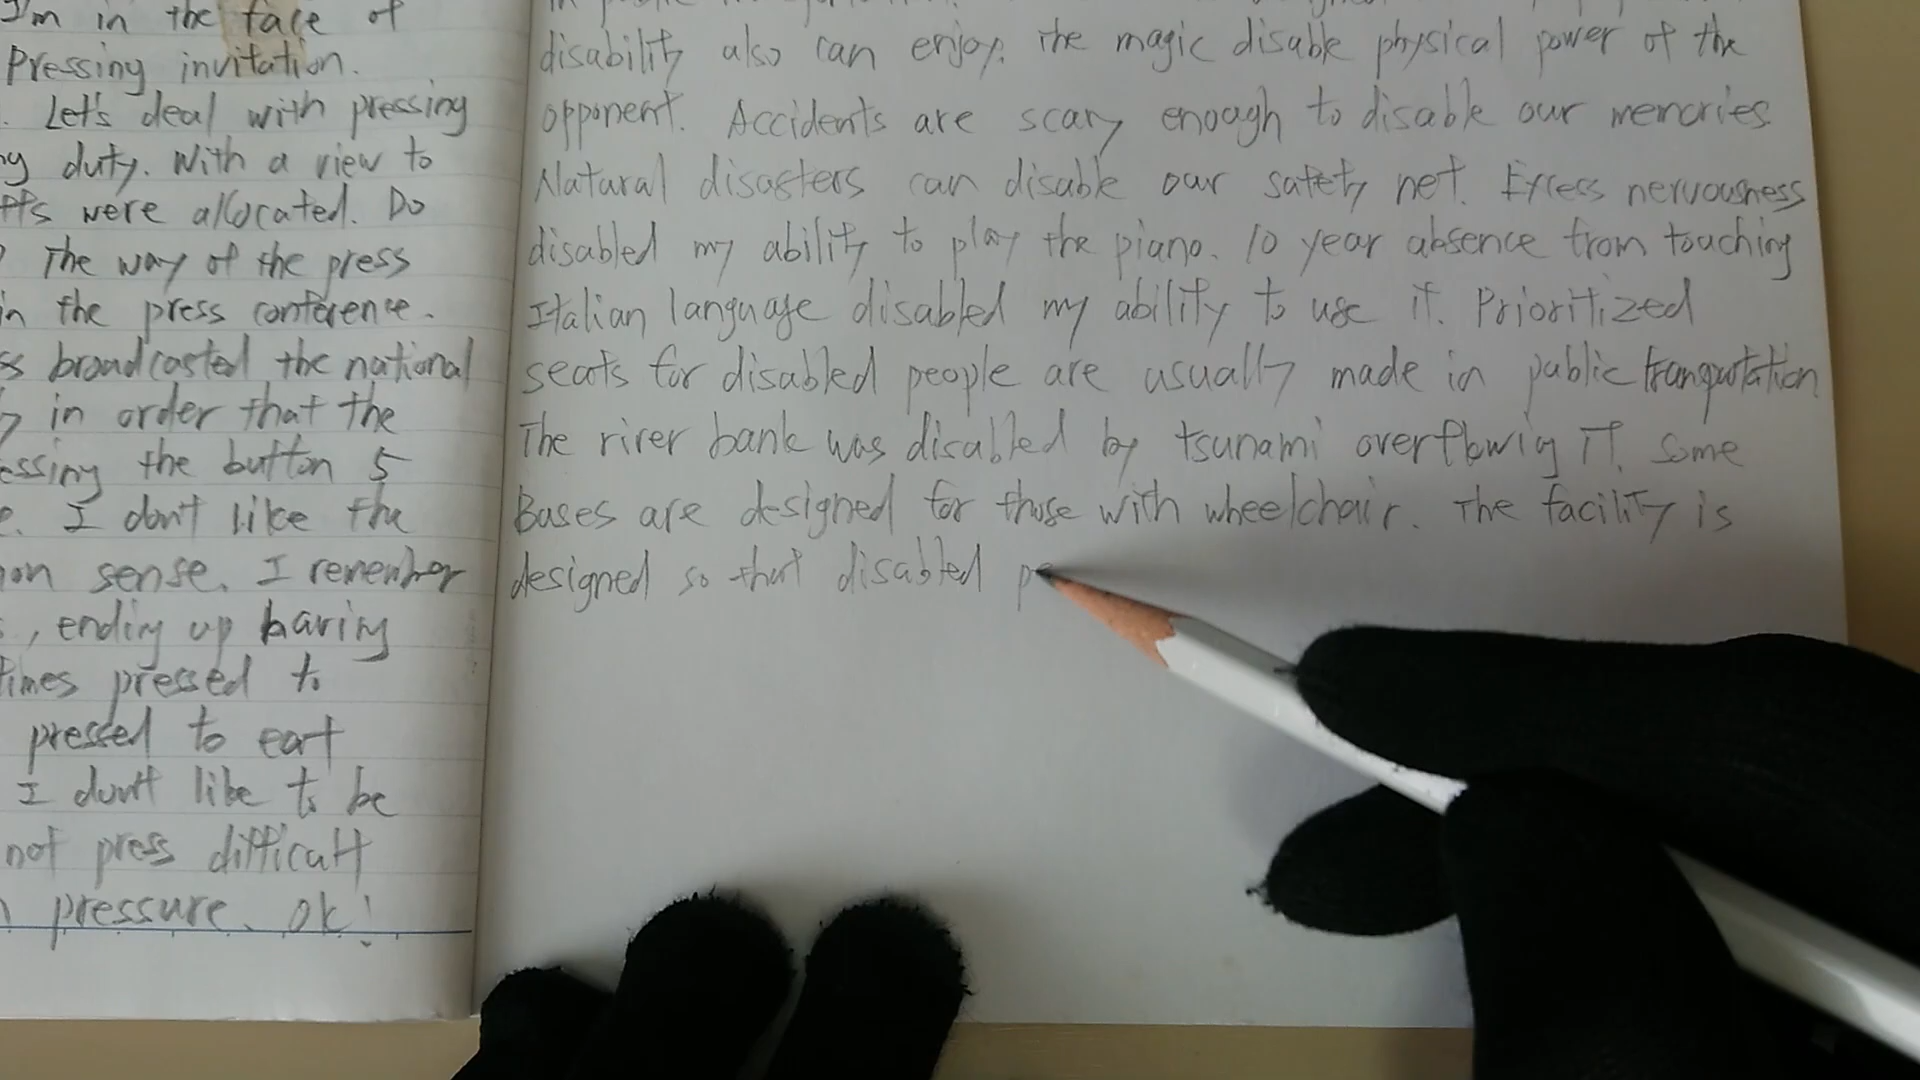 I'm in the face of
pressing invitation.
. Let's deal with pressing
duty. With a view to
were allocated. Do
The way of the press
in the press conference.
broadcasted the national
in order that the
essing the button 5
. I don't like the
sense. I remember
, ending up having
times pressed to
pressed to eat
I don't like to be
not press difficult
pressure. ok!
disability also can enjoy. The magic disable physical power of the
opponent. Accidents are scary enough to disable our memories
Natural disasters can disable our safety net. Excess nervousness
disabled my ability to play the piano. 10 year absence from touching
Italian language disabled my ability to use it. Prioritized
seats for disabled people are usually made in public
The river bank was disabled by tsunami overflowig it. Some
Buses are designed for those with wheelchair. The facility is
designed so that disabled pe